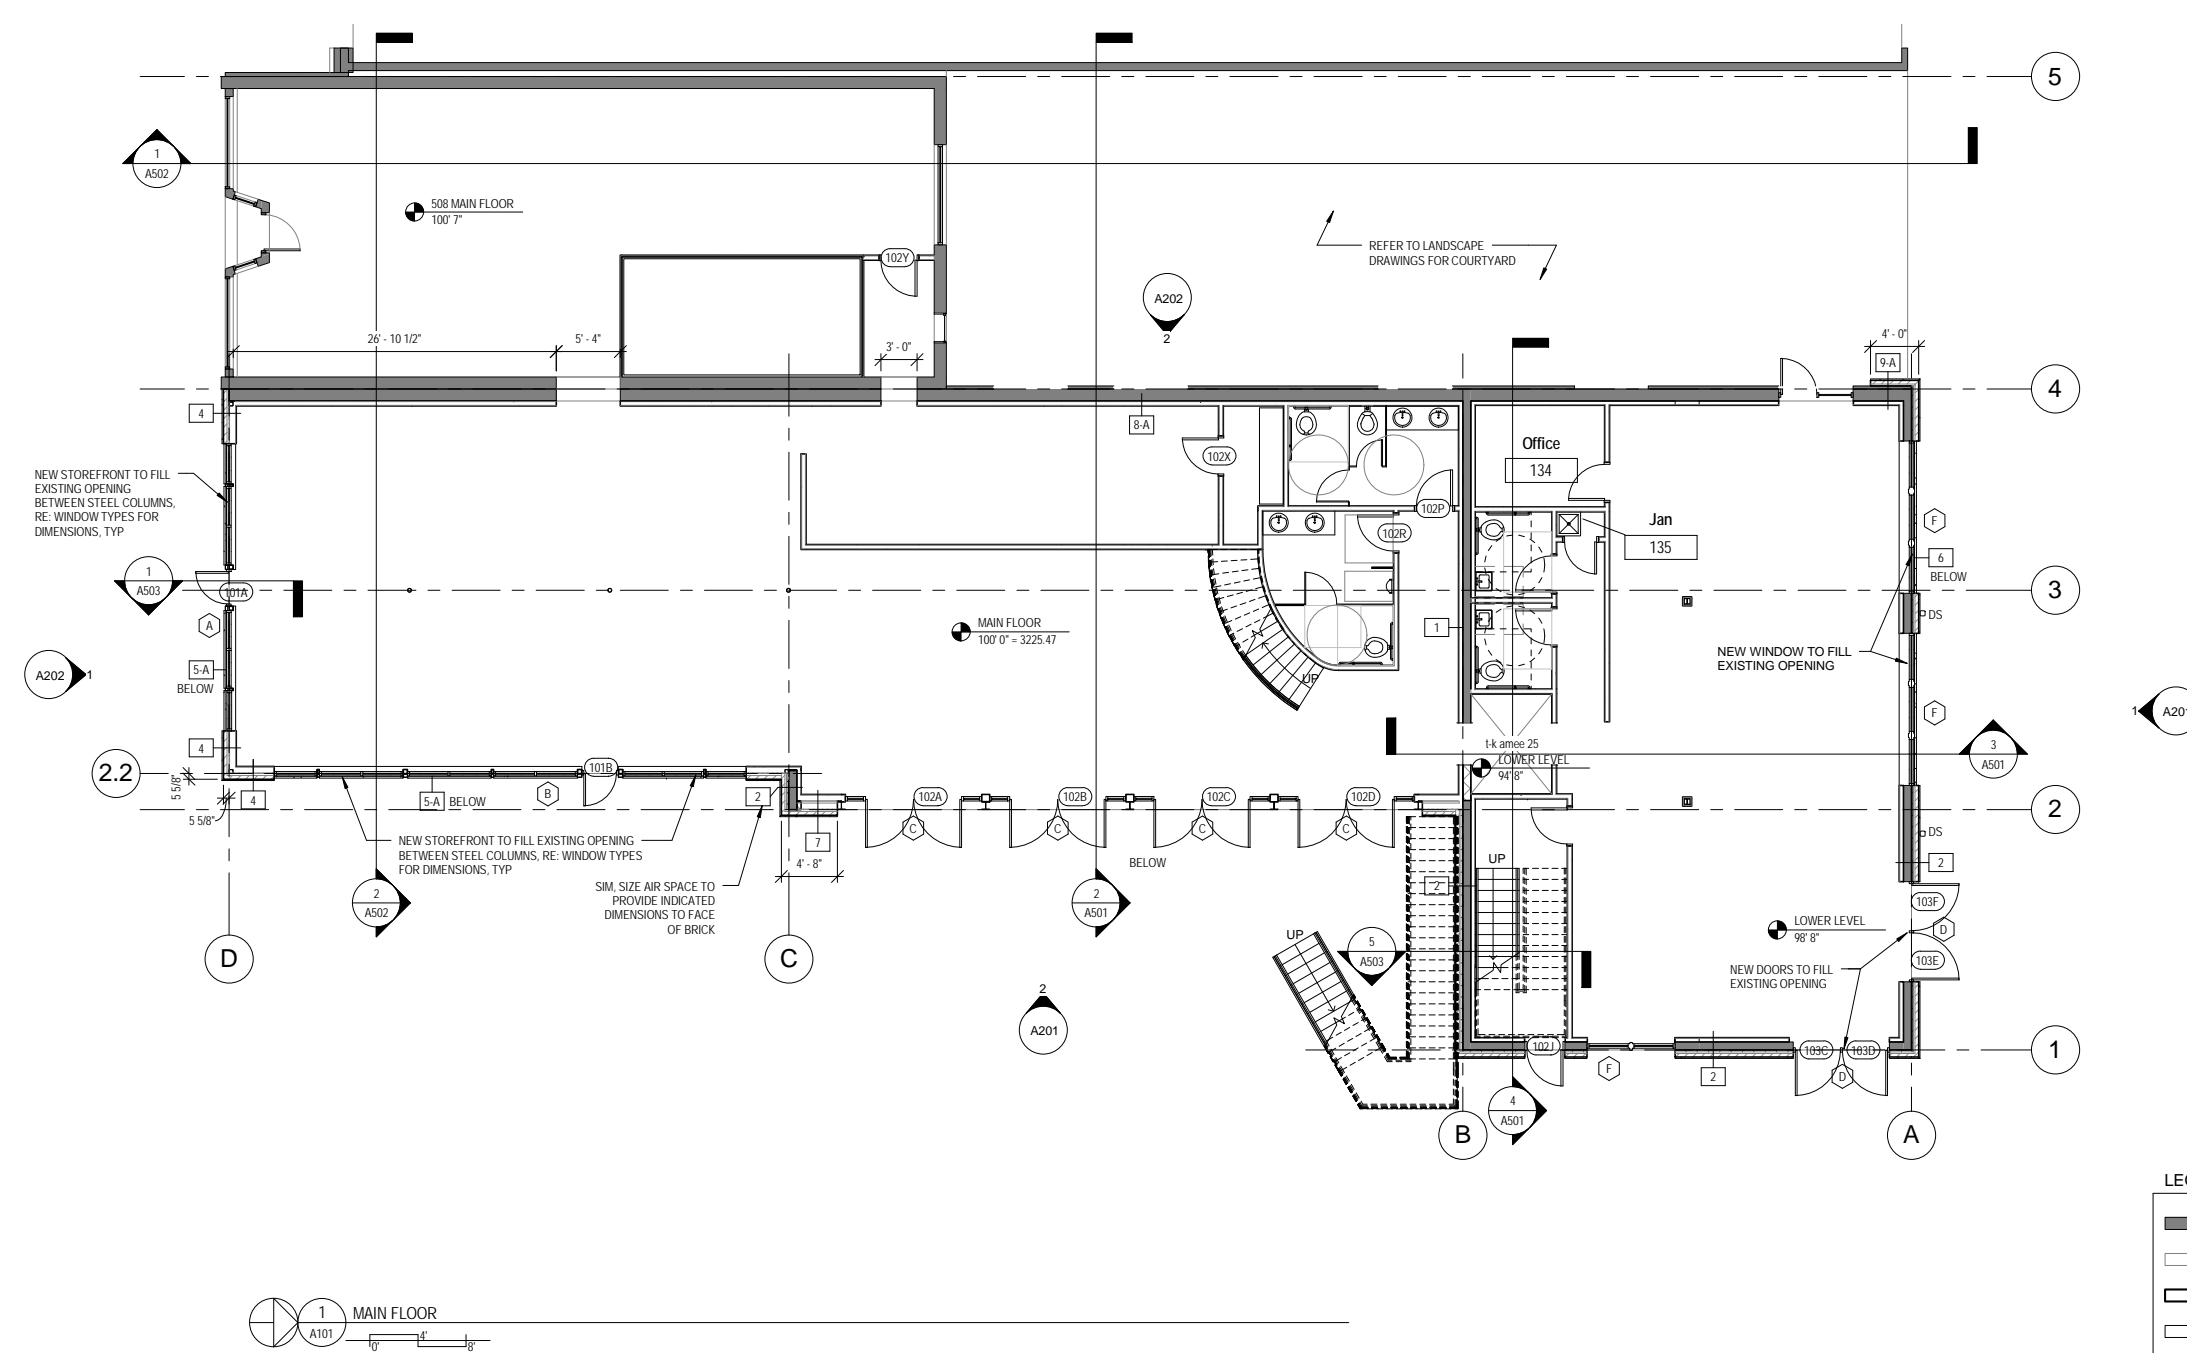 5
1
A502
508 MAIN FLOOR
100' 7"
REFER TO LANDSCAPE
DRAWINGS FOR COURTYARD
102Y
A202
2
26' - 10 1/2"
5' - 4"
3' - 0"
4' - 0"
9-A
4
4
8-A
102X
Office
134
NEW STOREFRONT TO FILL
EXISTING OPENING
BETWEEN STEEL COLUMNS,
RE: WINDOW TYPES FOR
DIMENSIONS, TYP
102P
102R
Jan
135
F
6
BELOW
1
A503
101A
3
A
MAIN FLOOR
100' 0" = 3225.47
1
DS
NEW WINDOW TO FILL
EXISTING OPENING
A202
1
5-A
BELOW
UP
F
1
A201
4
t-k amee 25
LOWER LEVEL
94' 8"
3
A501
2.2
5 5/8"
5 5/8"
4
101B
5-A
BELOW
B
2
102A
102B
102C
102D
C
C
C
C
2
NEW STOREFRONT TO FILL EXISTING OPENING
BETWEEN STEEL COLUMNS, RE: WINDOW TYPES
FOR DIMENSIONS, TYP
7
4' - 8"
BELOW
UP
DS
2
SIM, SIZE AIR SPACE TO
PROVIDE INDICATED
DIMENSIONS TO FACE
OF BRICK
2
A502
2
A501
2
103F
LOWER LEVEL
98' 8"
D
103E
D
C
UP
5
A503
NEW DOORS TO FILL
EXISTING OPENING
2
A201
102J
F
2
103C
103D
D
1
4
A501
B
A
LEG
1
A101
MAIN FLOOR
0'
4'
8'